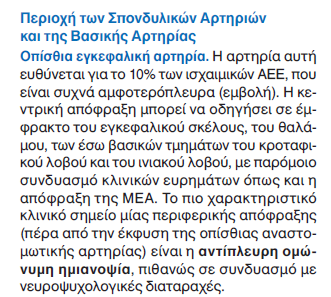 Περιοχή των Σπονδυλικών Αρτηριών
και της Βασικής Αρτηρίας
Οπίσθια εγκεφαλική αρτηρία. Η αρτηρία αυτή
ευθύνεται για το 10% των ισχαιμικών ΑΕΕ, που
είναι συχνά αμφοτερόπλευρα (εμβολή). Η κε-
ντρική απόφραξη μπορεί να οδηγήσει σε έμ-
φρακτο του εγκεφαλικού σκέλους, του θαλά-
μου, των έσω βασικών τμημάτων του κροταφι-
κού λοβού και του ινιακού λοβού, με παρόμοιο
συνδυασμό κλινικών ευρημάτων όπως και η
απόφραξη της ΜΕΑ. Το πιο χαρακτηριστικό
κλινικό σημείο μίας περιφερικής απόφραξης
(πέρα από την έκφυση της οπίσθιας αναστο-
μωτικής αρτηρίας) είναι η αντίπλευρη ομώ-
νυμη ημιανοψία, πιθανώς σε συνδυασμό με
νευροψυχολογικές διαταραχές.